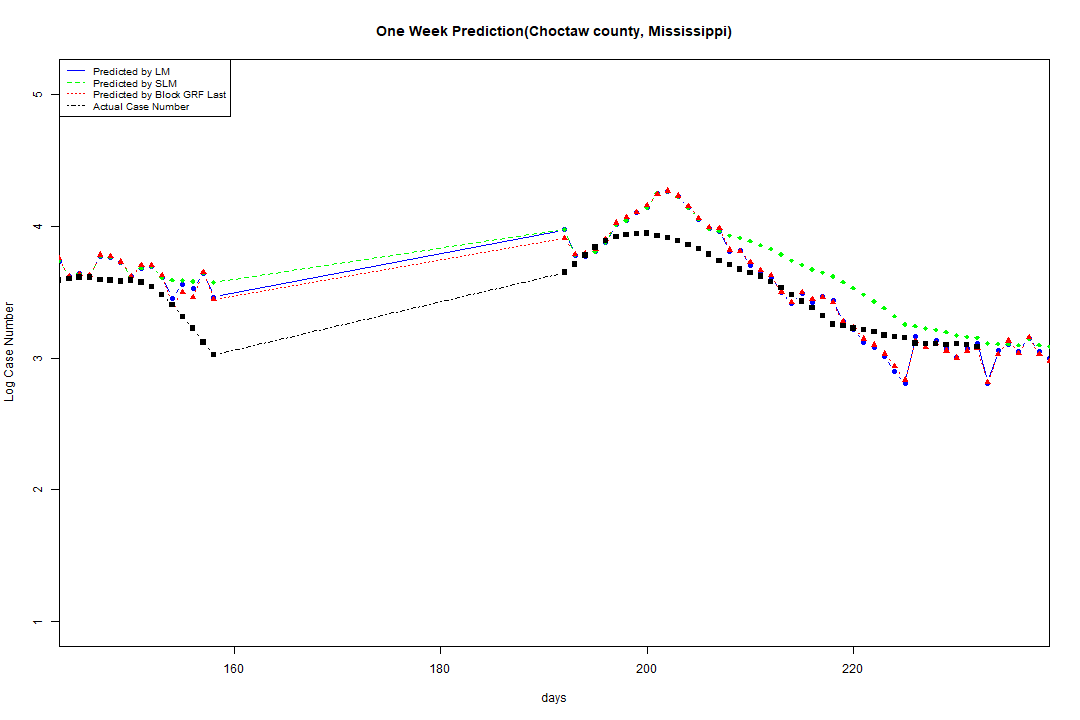 One Week Prediction(Choctaw county, Mississippi)
Predicted by LM
Predicted by SLM
Predicted by Block GRF Last
Actual Case Number
5
4
3
2
1
Log Case Number
160 180 200 220
days